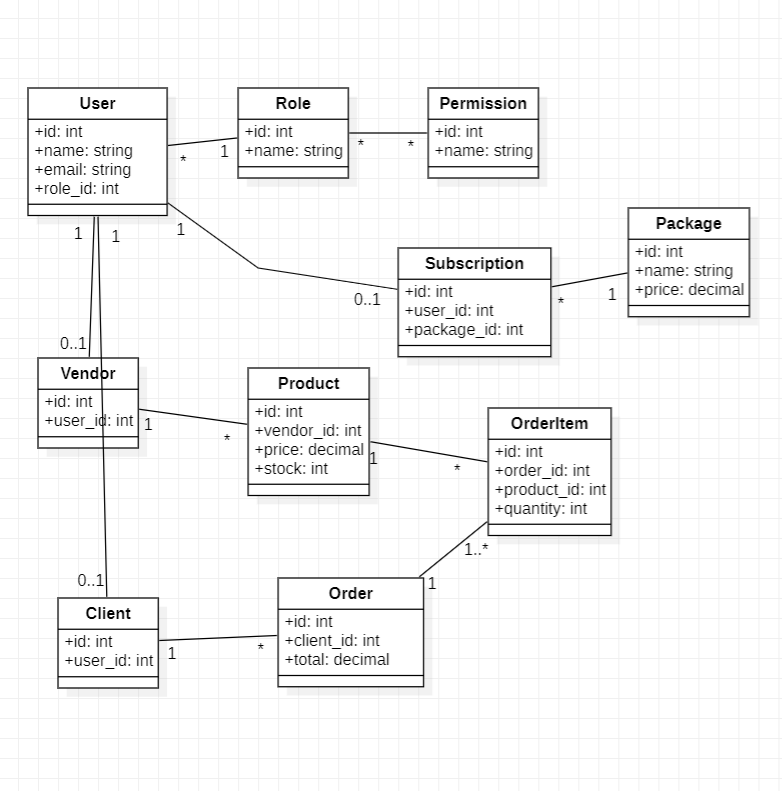 User
+id: int
+name: string
+email: string
+role_id: int
Role
+id: int
+name: string
Permission
+id: int
+name: string
*
1
*
*
1
1
1
0..1
0..1
Subscription
+id: int
+user_id: int
+package_id: int
*
1
Package
+id: int
+name: string
+price: decimal
Vendor
+id: int
+user_id: int
1
*
Product
+id: int
+vendor_id: int
+price: decimal
+stock: int
1
*
OrderItem
+id: int
+order_id: int
+product_id: int
+quantity: int
1..*
1
0..1
Client
+id: int
+user_id: int
1
*
Order
+id: int
+client_id: int
+total: decimal